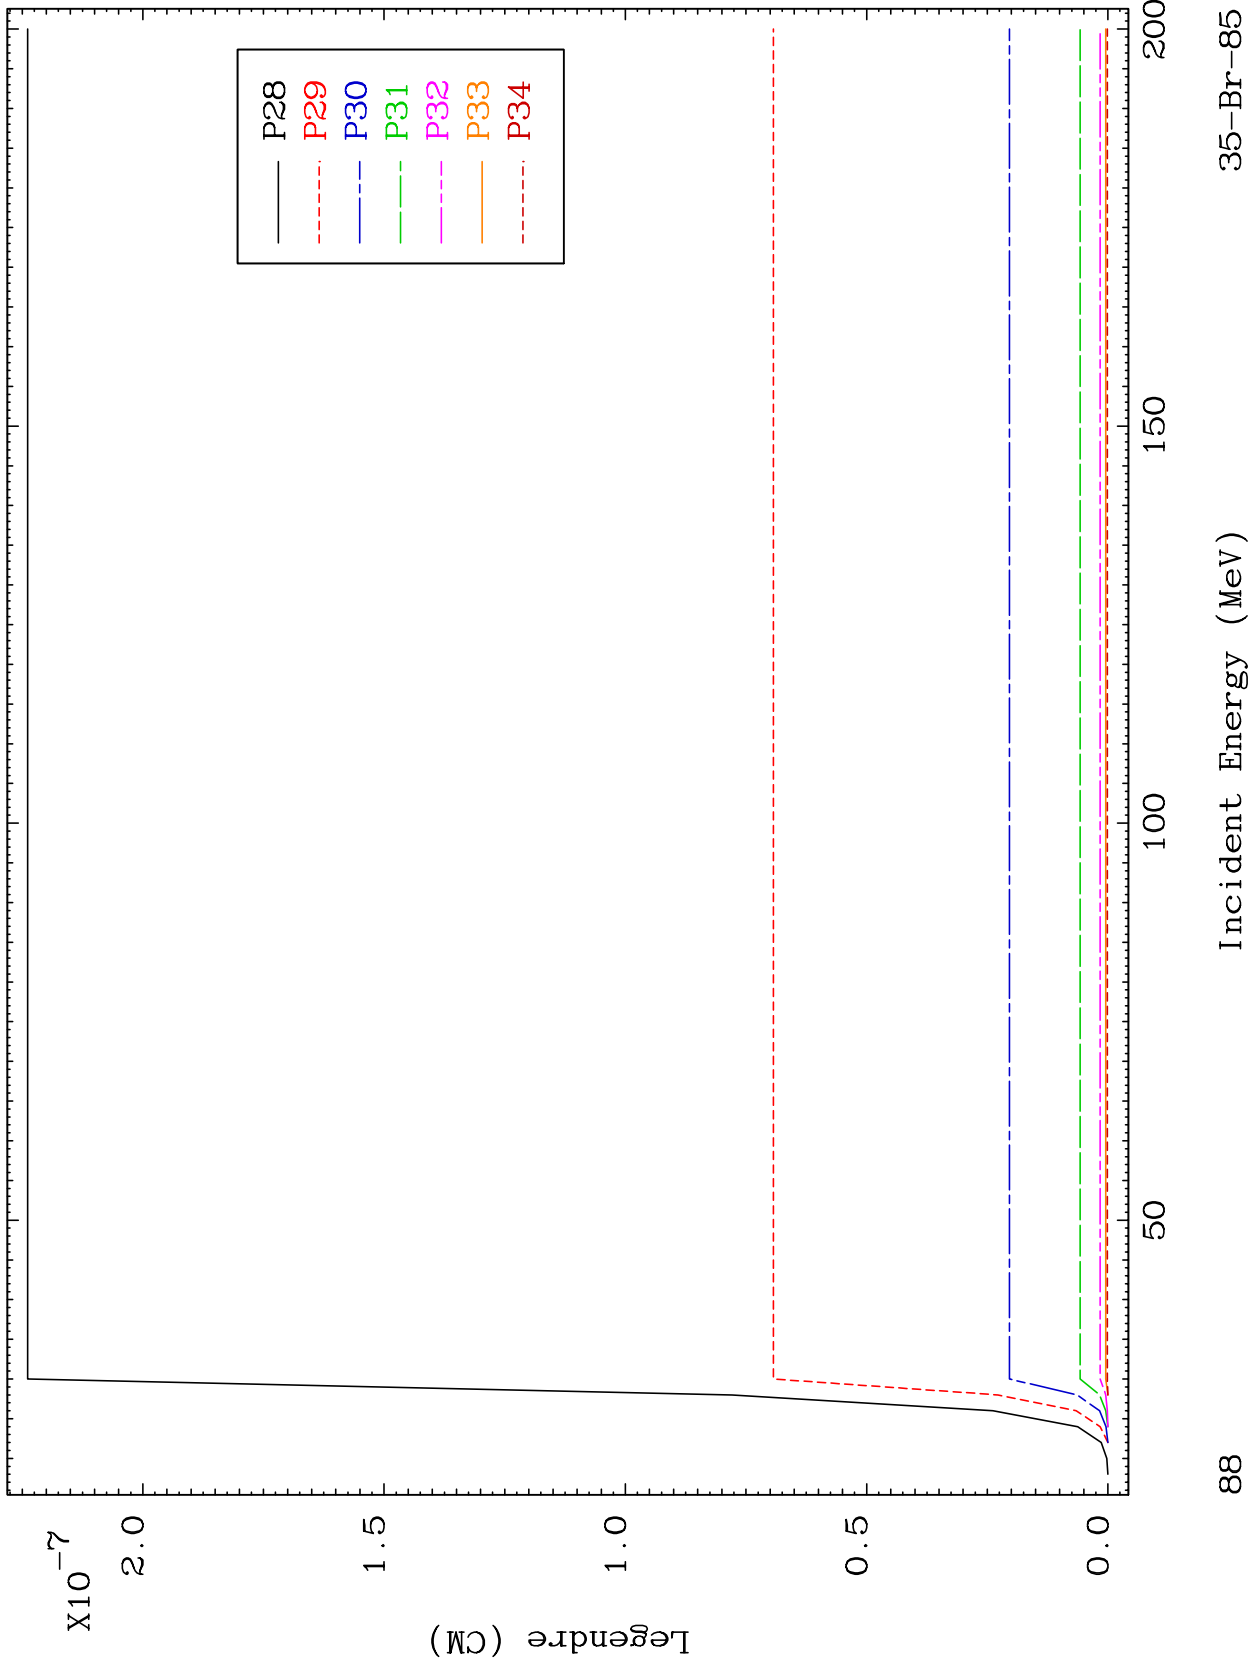 X10-7
2.0
1.5
1.0
0.5
0.0
Legendre (CM)
P28
P29
P30
P31
P32
P33
P34
50
100
150
200
Incident Energy (MeV)
88
35-Br-85